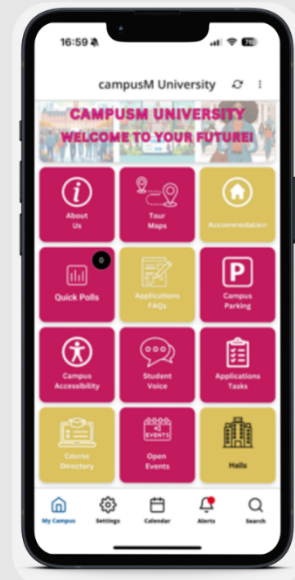 16:59
campusM University
CAMPUSM UNIVERSITY
WELCOME TO YOUR FUTURE!
About
Us
Tour
Maps
Accommodation
0
Quick Polls
Applications
FAQs
P
Campus
Parking
Campus
Accessibility
Student
Voice
Applications
Tasks
Course
Directory
EVENTS
Open
Events
Halls
My Campus
Settings
Calendar
Alerts
Search